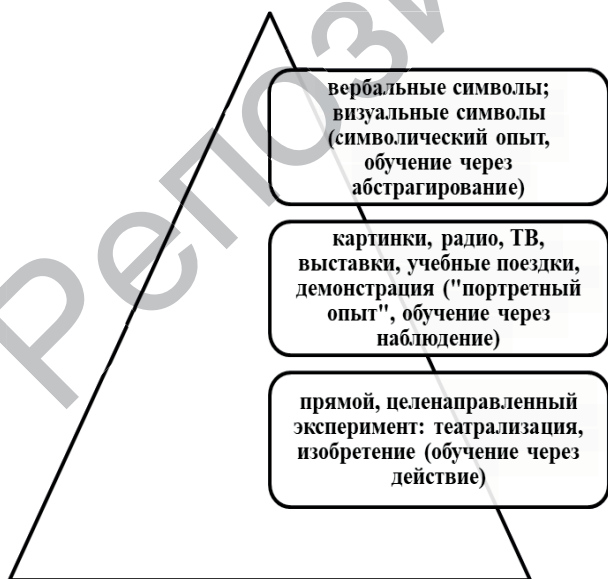 вербальные символы;
визуальные символы
(символический опыт,
обучение через
абстрагирование)
картинки, радио, ТВ,
выставки, учебные поездки,
демонстрация ("портретный
опыт", обучение через
наблюдение)
прямой, целенаправленный
эксперимент: театрализация,
изобретение (обучение через
действие)
Репози